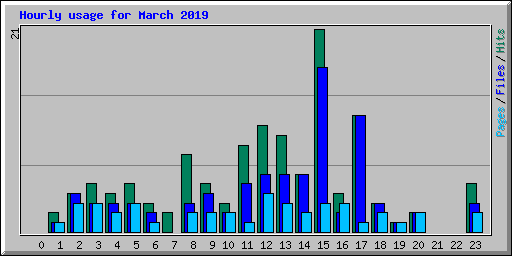 Hourly usage for March 2019
21
Pages/Files/Hits
0 1 2 3 4 5 6 7 8 9 10 11 12 13 14 15 16 17 18 19 20 21 22 23